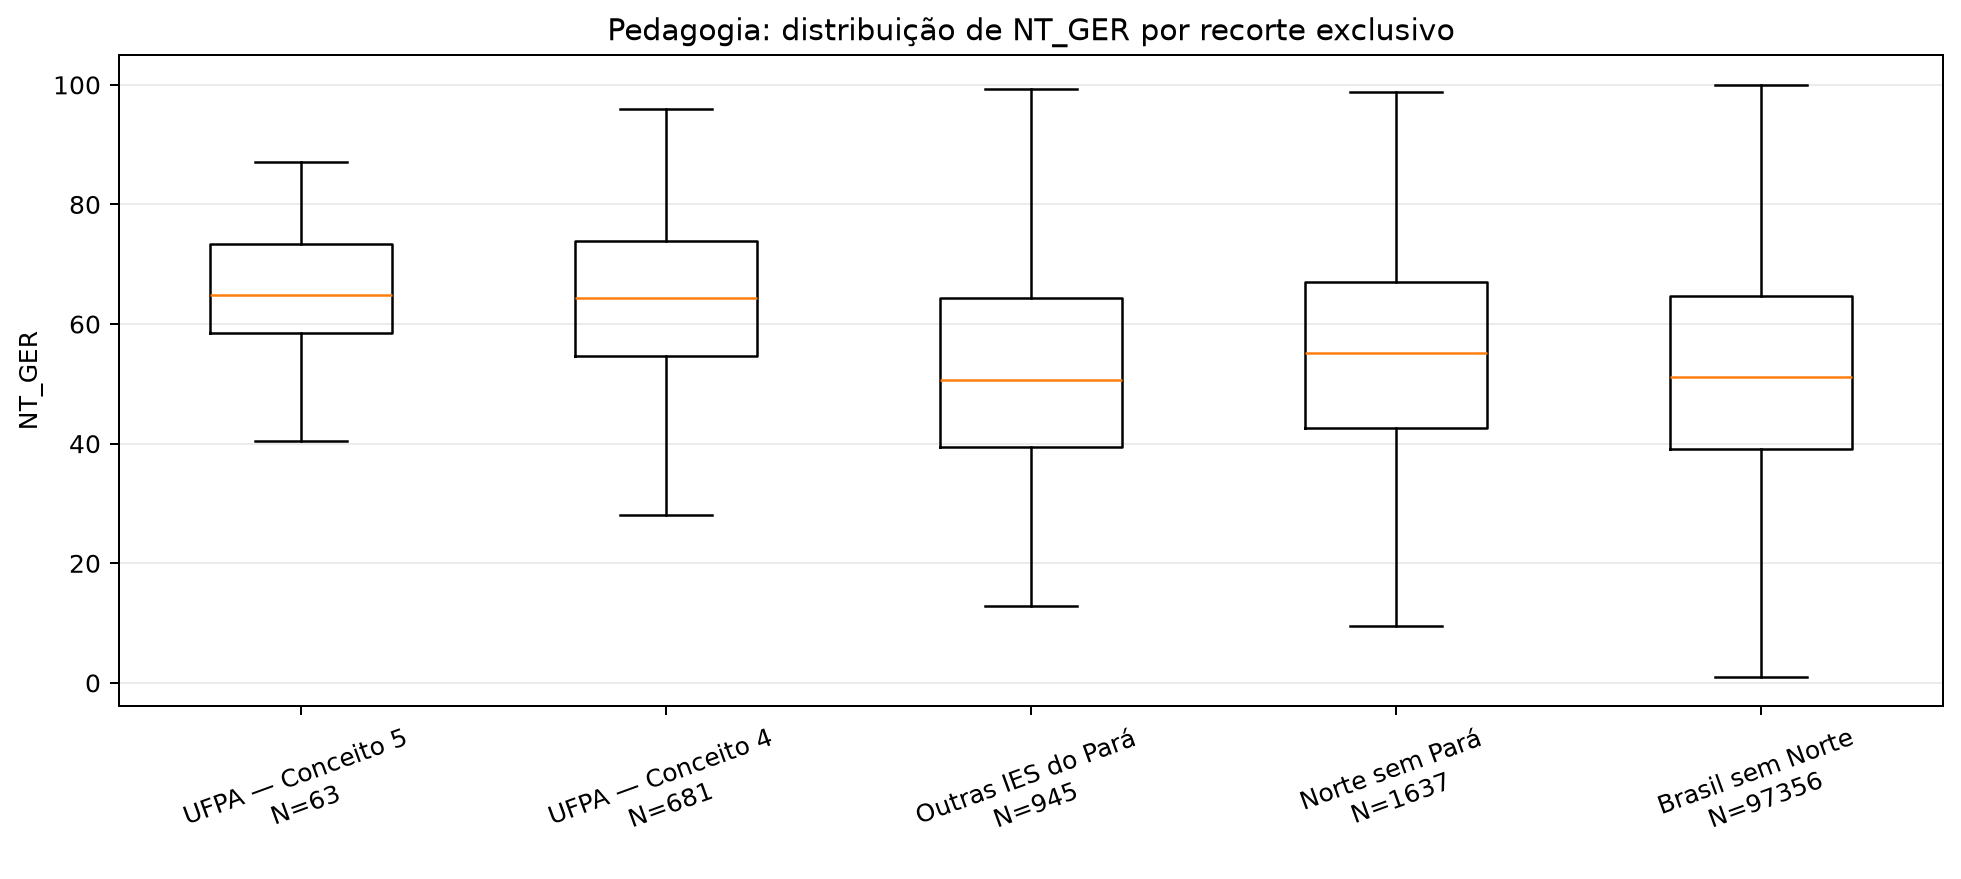 Pedagogia: distribuição de NT_GER por recorte exclusivo
NT_GER
100
80
60
40
20
0
UFPA — Conceito 5
N=63
UFPA — Conceito 4
N=681
Outras IES do Pará
N=945
Norte sem Pará
N=1637
Brasil sem Norte
N=97356